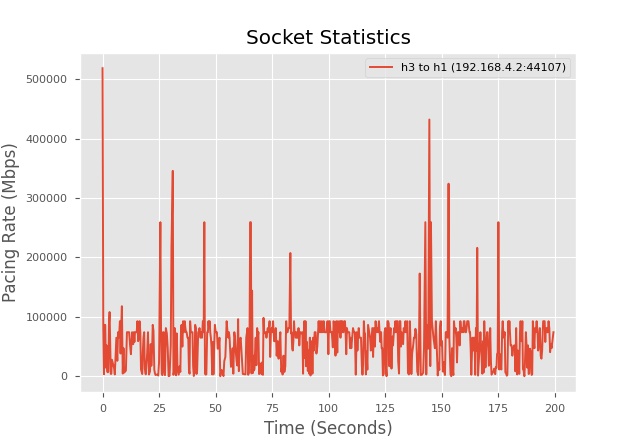 Socket Statistics
h3 to h1 (192.168.4.2:44107)
Pacing Rate (Mbps)
500000
400000
300000
200000
100000
0
0 25 50 75 100 125 150 175 200
Time (Seconds)